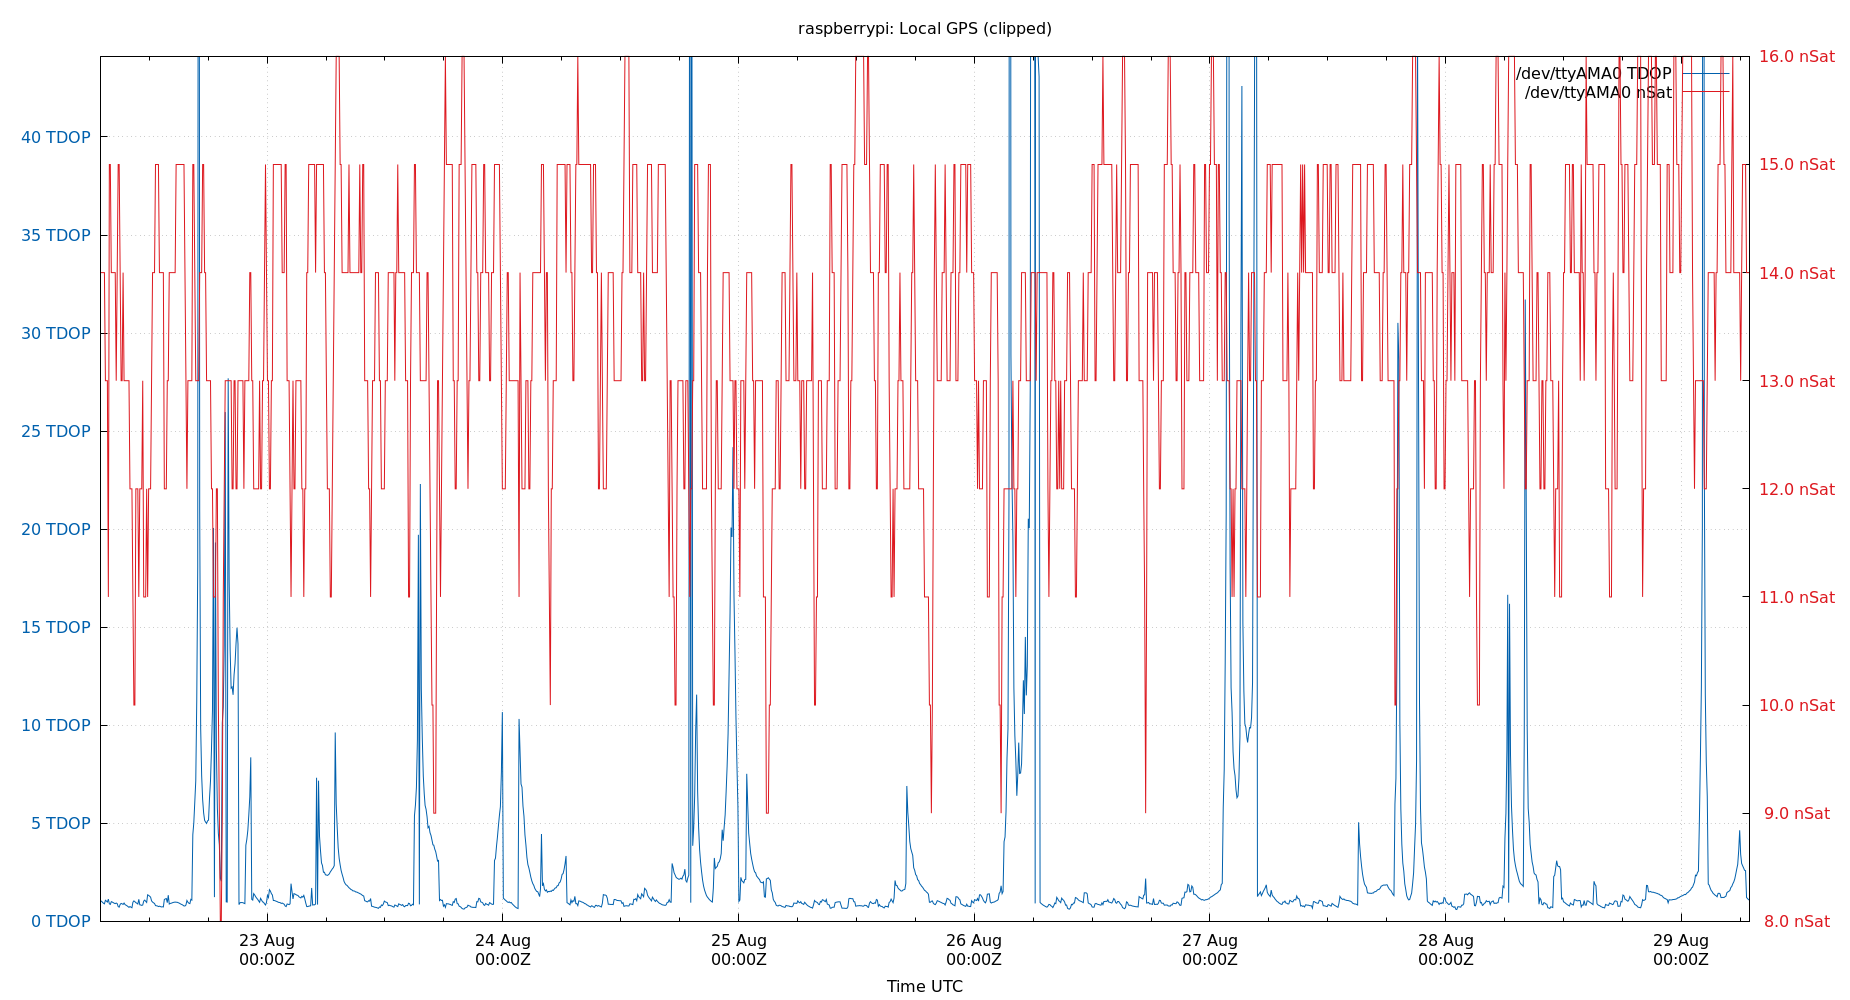 raspberrypi: Local GPS (clipped)
16.0 nSat
/dev/ttyAMA0 TDOP
/dev/ttyAMA0 nSat
40 TDOP
15.0 nSat
35 TDOP
14.0 nSat
30 TDOP
13.0 nSat
25 TDOP
12.0 nSat
20 TDOP
11.0 nSat
15 TDOP
10.0 nSat
10 TDOP
9.0 nSat
5 TDOP
0 TDOP
8.0 nSat
23 Aug 24 Aug 25 Aug 26 Aug 27 Aug 28 Aug 29 Aug
00:00Z 00:00Z 00:00Z 00:00Z 00:00Z 00:00Z 00:00Z
Time UTC